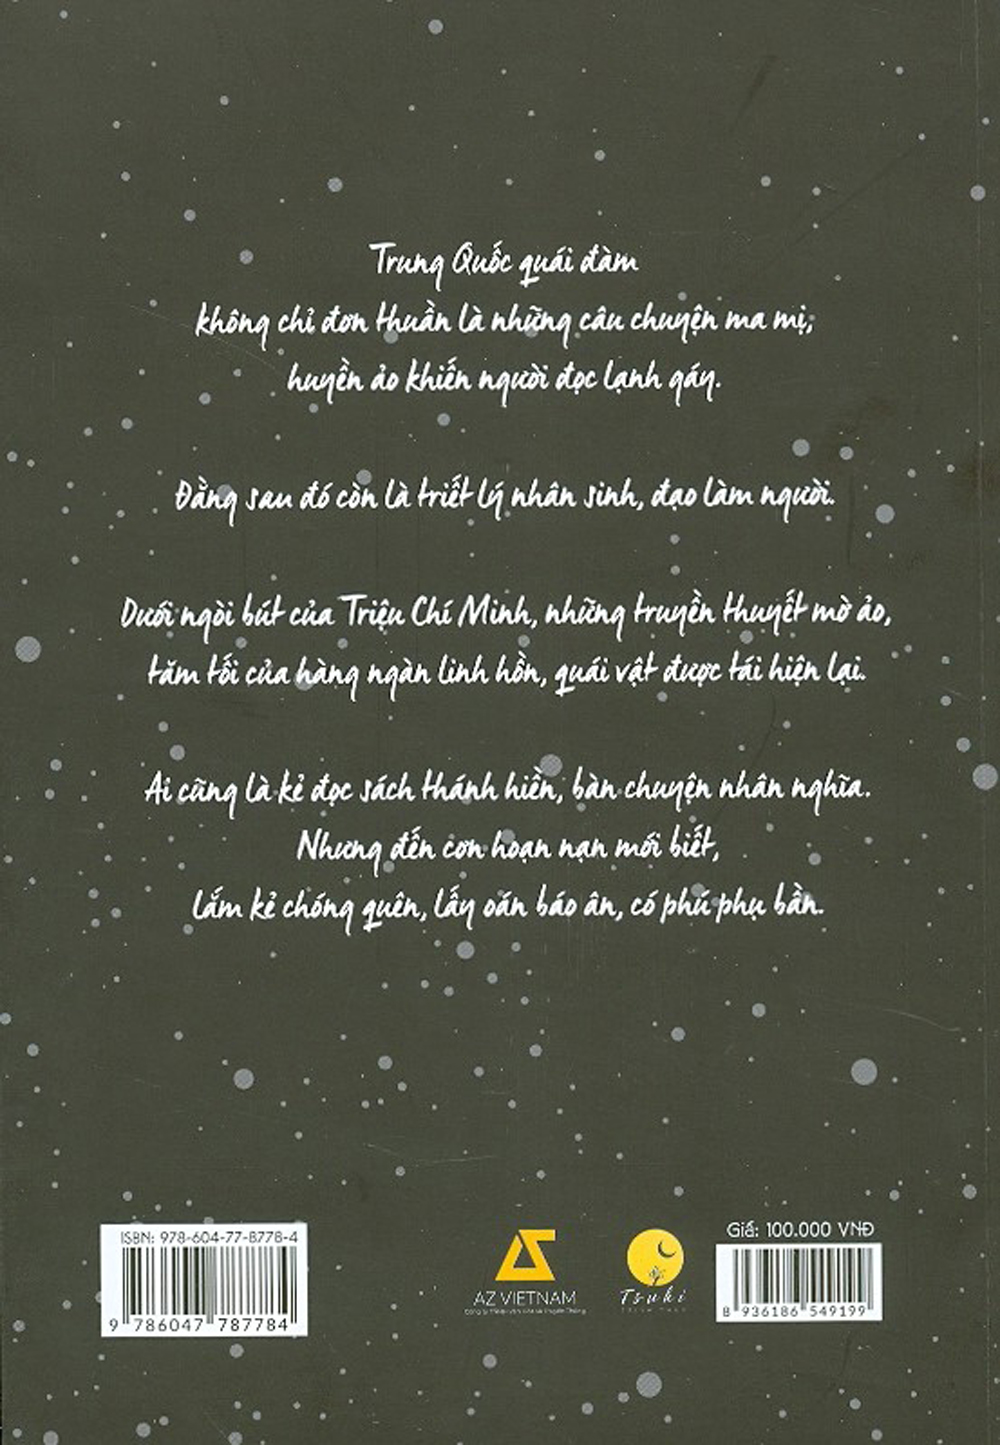 Trung Quốc quái đàm
không chỉ đơn thuần là những câu chuyện ma mị,
huyền ảo khiến người đọc lạnh gáy.
Đằng sau đó còn là triết lý nhân sinh, đạo làm người.
Dưới ngòi bút của Triệu Chí Minh, những truyền thuyết mờ ảo,
tăm tối của hàng ngàn linh hồn, quái vật được tái hiện lại.
Ai cũng là kẻ đọc sách thánh hiền, bàn chuyện nhân nghĩa.
Nhưng đến cơn hoạn nạn mới biết,
lắm kẻ chóng quên, lấy oán báo ân, có phú phụ bần.
ISBN: 978-604-77-8778-4
9 786047 787784
AZ VIETNAM
Tsuki
Giá: 100.000 VNĐ
8 936186 549199